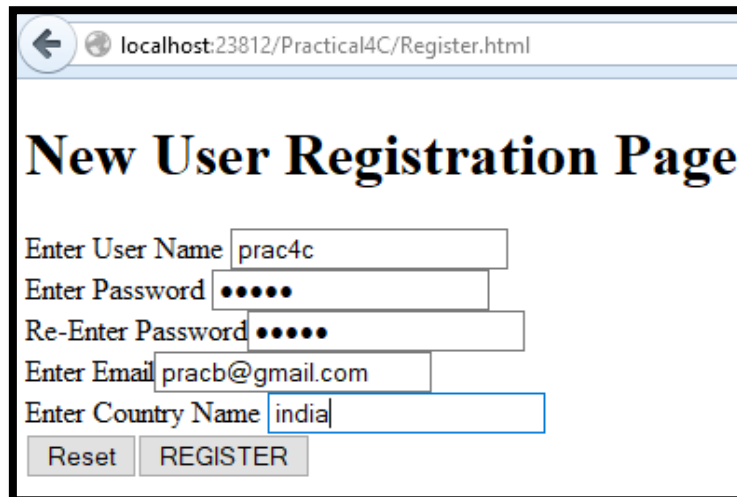 localhost:23812/Practical4C/Register.html
New User Registration Page
Enter User Name prac4c
Enter Password •••••
Re-Enter Password •••••
Enter Email pracb@gmail.com
Enter Country Name india
Reset REGISTER